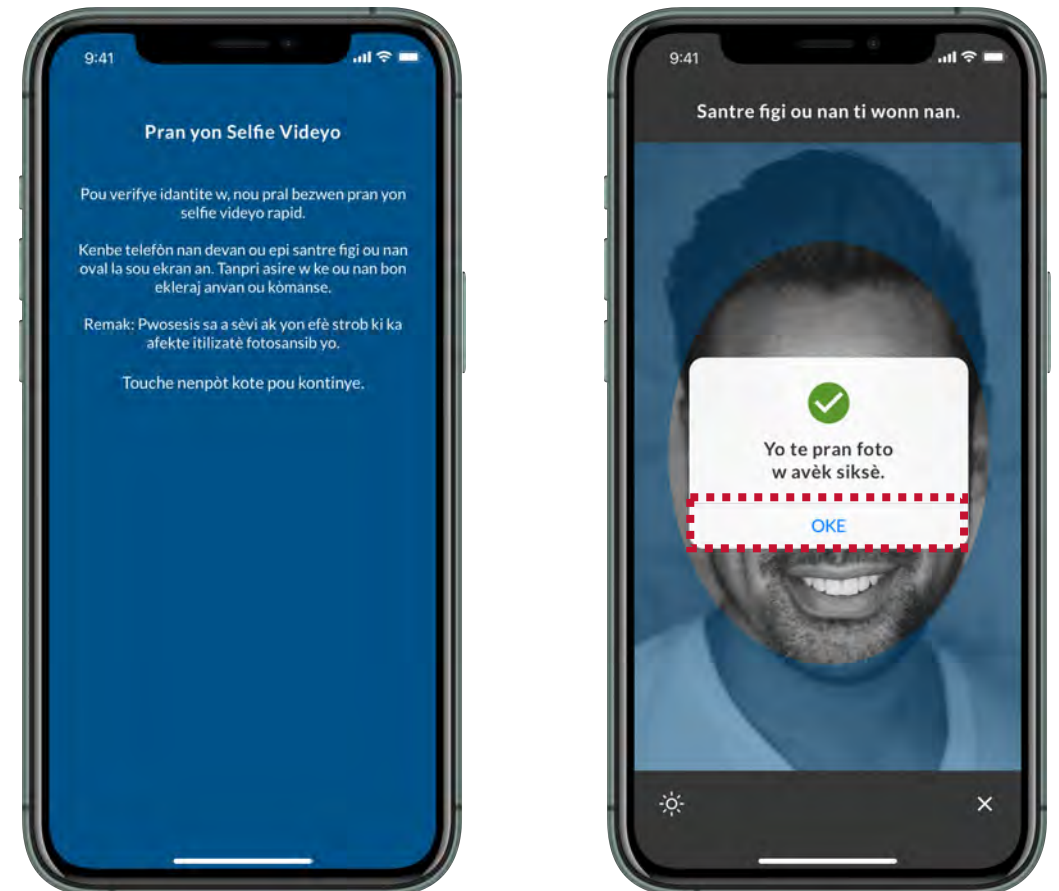 9:41
Pran yon Selfie Videyo
Pou verifye idantite w, nou pral bezwen pran yon
selfie videyo rapid.
Kenbe telefòn nan devan ou epi santre figi ou nan
oval la sou ekran an. Tanpri asire w ke ou nan bon
ekleraj anvan ou kòmanse.
Remak: Pwosesis sa a sèvi ak yon efè strob ki ka
afekte itilizatè fotosansib yo.
Touche nenpòt kote pou kontinye.
9:41
Santre figi ou nan ti wonn nan.
Yo te pran foto
w avèk siksè.
OKE